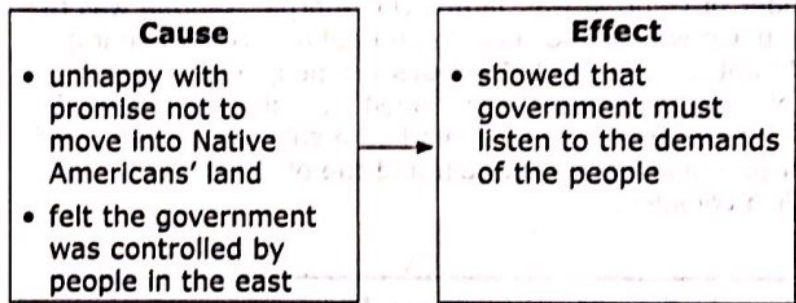 Cause
• unhappy with
promise not to
move into Native
Americans' land
• felt the government
was controlled by
people in the east
Effect
• showed that
government must
listen to the demands
of the people